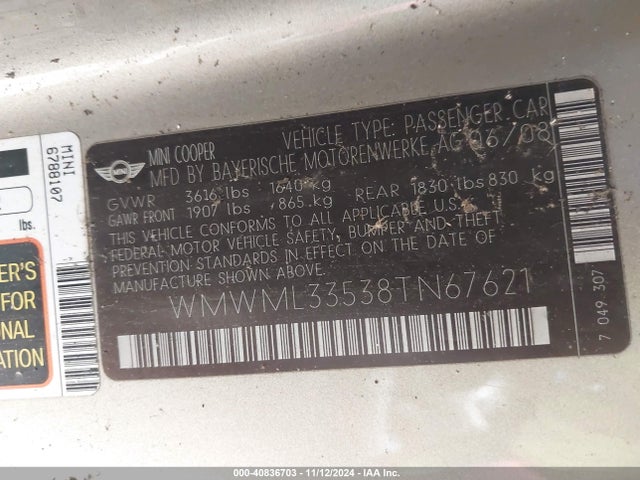 MINI
6798107
lbs.
ER'S
FOR
ONAL
ATION
MINI COOPER
VEHICLE TYPE: PASSENGER CAR
MFD BY BAYERISCHE MOTORENWERKE, AG 06/08
GVWR 3616 lbs 1640 kg
GAWR FRONT 1907 lbs 865 kg REAR 1830 lbs 830 kg
THIS VEHICLE CONFORMS TO ALL APPLICABLE U.S.
FEDERAL MOTOR VEHICLE SAFETY, BUMPER AND THEFT
PREVENTION STANDARDS IN EFFECT ON THE DATE OF
MANUFACTURE SHOWN ABOVE.
WMWML33538TN67621
7 049 307
000-40836703 - 11/12/2024 - IAA Inc.